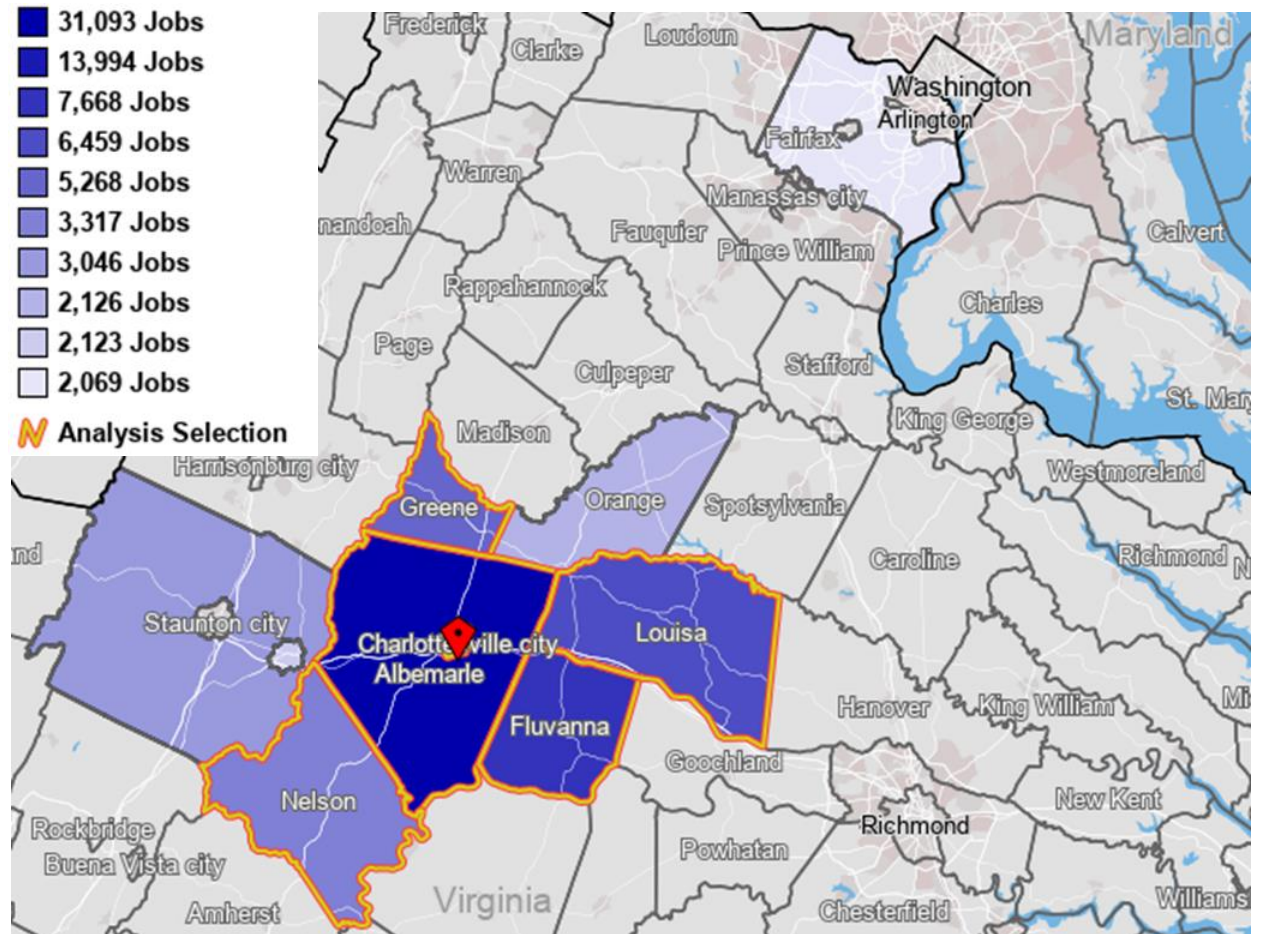 31,093 Jobs
13,994 Jobs
7,668 Jobs
6,459 Jobs
5,268 Jobs
3,317 Jobs
3,046 Jobs
2,126 Jobs
2,123 Jobs
2,069 Jobs
Analysis Selection
Frederick
Clarke
Loudoun
Maryland
Washington
Arlington
Fairfax
Warren
Manassas city
nandoah
Fauquier
Prince William
Calvert
Rappahannock
Charles
Page
Culpeper
Stafford
St. Mar
King George
Madison
Harrisonburg city
Westmoreland
Greene
Orange
Spotsylvania
nd
Caroline
Richmond
N
Staunton city
Charlottesville city
Louisa
Albemarle
Hanover
King William
Mi
Fluvanna
Goochland
Nelson
New Kent
Rockbridge
Richmond
Buena Vista city
Powhatan
Virginia
Amherst
Chesterfield
Williams